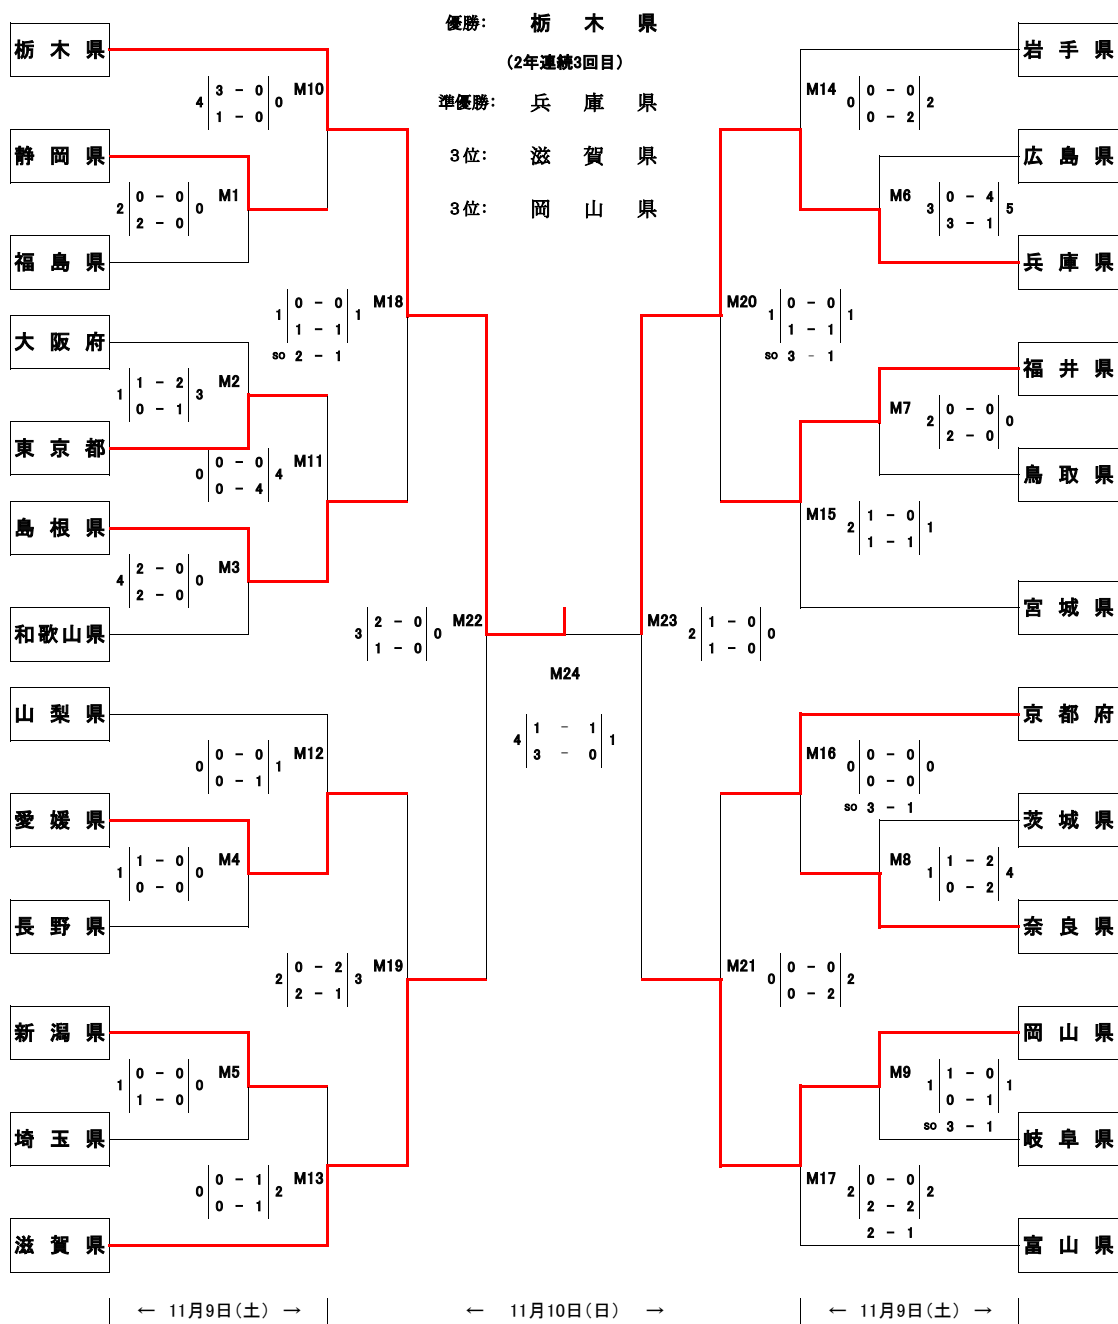 優勝： 栃 木 県
（2年連続3回目）
準優勝： 兵 庫 県
３位： 滋 賀 県
３位： 岡 山 県
栃 木 県
M10
4 3 - 0 0
1 - 0
静 岡 県
M1
2 0 - 0 0
2 - 0
福 島 県
M18
1 0 - 0 1
1 - 1
so 2 - 1
大 阪 府
M2
1 1 - 2 3
0 - 1
東 京 都
M11
0 0 - 0 4
0 - 4
島 根 県
M3
4 2 - 0 0
2 - 0
和歌山県
M22
3 2 - 0 0
1 - 0
山 梨 県
M12
0 0 - 0 1
0 - 1
愛 媛 県
M4
1 1 - 0 0
0 - 0
長 野 県
M19
2 0 - 2 3
2 - 1
新 潟 県
M5
1 0 - 0 0
1 - 0
埼 玉 県
M13
0 0 - 1 2
0 - 1
滋 賀 県
M24
4 1 - 1 1
3 - 0
岩 手 県
M14
0 0 - 0 2
0 - 2
広 島 県
M6
3 0 - 4 5
3 - 1
兵 庫 県
M20
1 0 - 0 1
1 - 1
so 3 - 1
福 井 県
M7
2 0 - 0 0
2 - 0
鳥 取 県
M15
2 1 - 0 1
1 - 1
宮 城 県
M23
2 1 - 0 0
1 - 0
京 都 府
M16
0 0 - 0 0
0 - 0
so 3 - 1
茨 城 県
M8
1 1 - 2 4
0 - 2
奈 良 県
M21
0 0 - 0 2
0 - 2
岡 山 県
M9
1 1 - 0 1
0 - 1
so 3 - 1
岐 阜 県
M17
2 0 - 0 2
2 - 2
2 - 1
富 山 県
← 11月9日（土） →
← 11月10日（日） →
← 11月9日（土） →